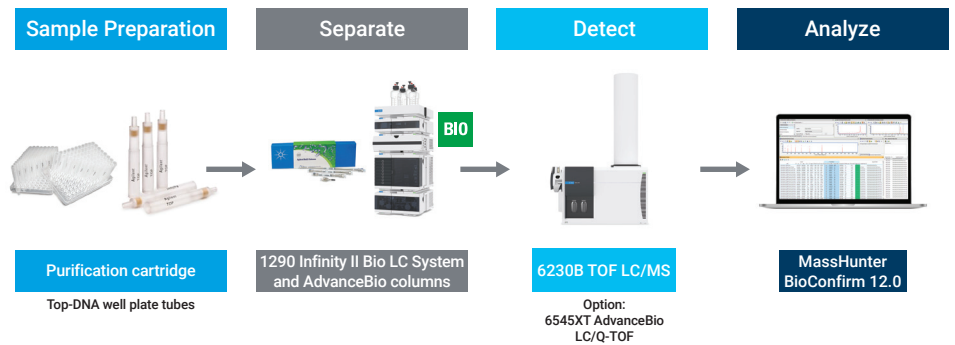 Sample Preparation
Separate
Detect
Analyze
BIO
Purification cartridge
Top-DNA well plate tubes
1290 Infinity II Bio LC System
and AdvanceBio columns
6230B TOF LC/MS
Option:
6545XT AdvanceBio
LC/Q-TOF
MassHunter
BioConfirm 12.0